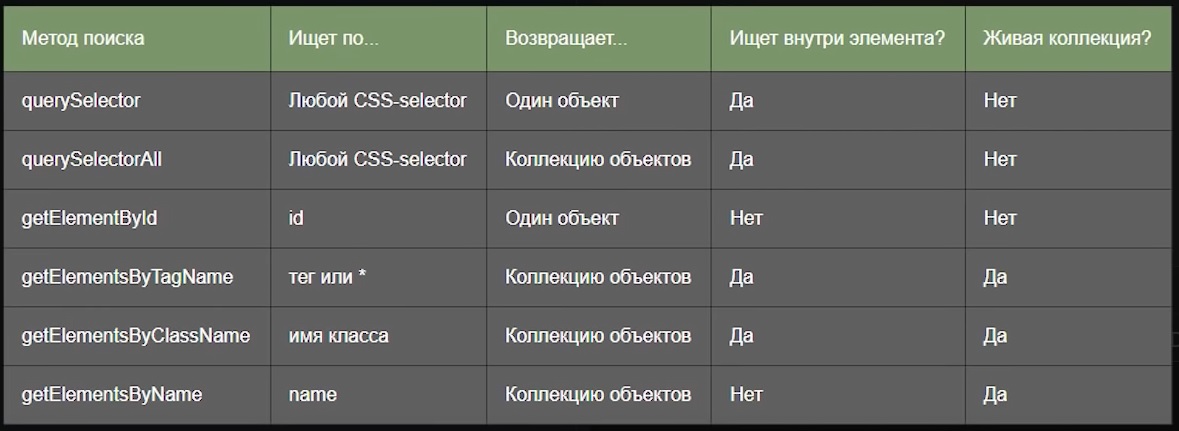 Метод поиска Ищет по... Возвращает... Ищет внутри элемента? Живая коллекция?
querySelector Любой CSS-selector Один объект Да Нет
querySelectorAll Любой CSS-selector Коллекцию объектов Да Нет
getElementById id Один объект Нет Нет
getElementsByTagName тег или * Коллекцию объектов Да Да
getElementsByClassName имя класса Коллекцию объектов Да Да
getElementsByName name Коллекцию объектов Нет Да